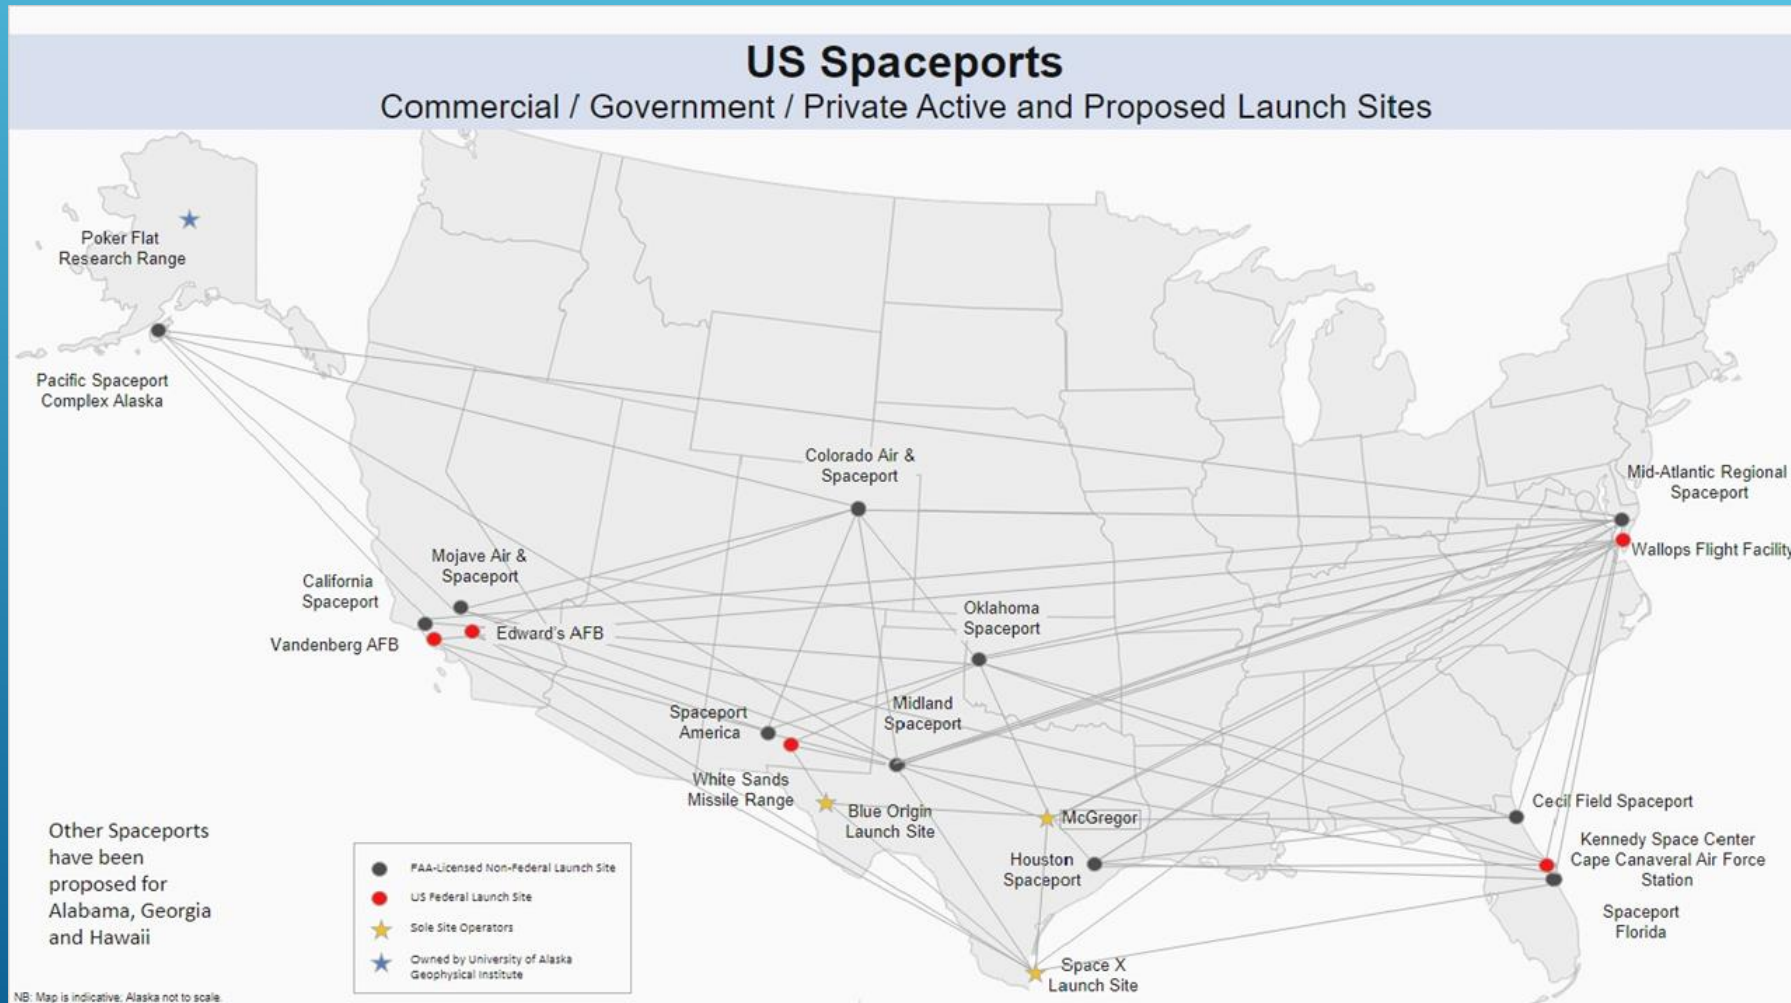 US Spaceports
Commercial / Government / Private Active and Proposed Launch Sites
Poker Flat
Research Range
Pacific Spaceport
Complex Alaska
Colorado Air &
Spaceport
Mid-Atlantic Regional
Spaceport
Wallops Flight Facility
Mojave Air &
Spaceport
California
Spaceport
Vandenberg AFB
Edward's AFB
Oklahoma
Spaceport
Midland
Spaceport
Spaceport
America
White Sands
Missile Range
Blue Origin
Launch Site
McGregor
Houston
Spaceport
Cecil Field Spaceport
Kennedy Space Center
Cape Canaveral Air Force
Station
Spaceport
Florida
Space X
Launch Site
Other Spaceports
have been
proposed for
Alabama, Georgia
and Hawaii
FAA-Licensed Non-Federal Launch Site
US Federal Launch Site
Sole Site Operators
Owned by University of Alaska
Geophysical Institute
NB: Map is indicative; Alaska not to scale.